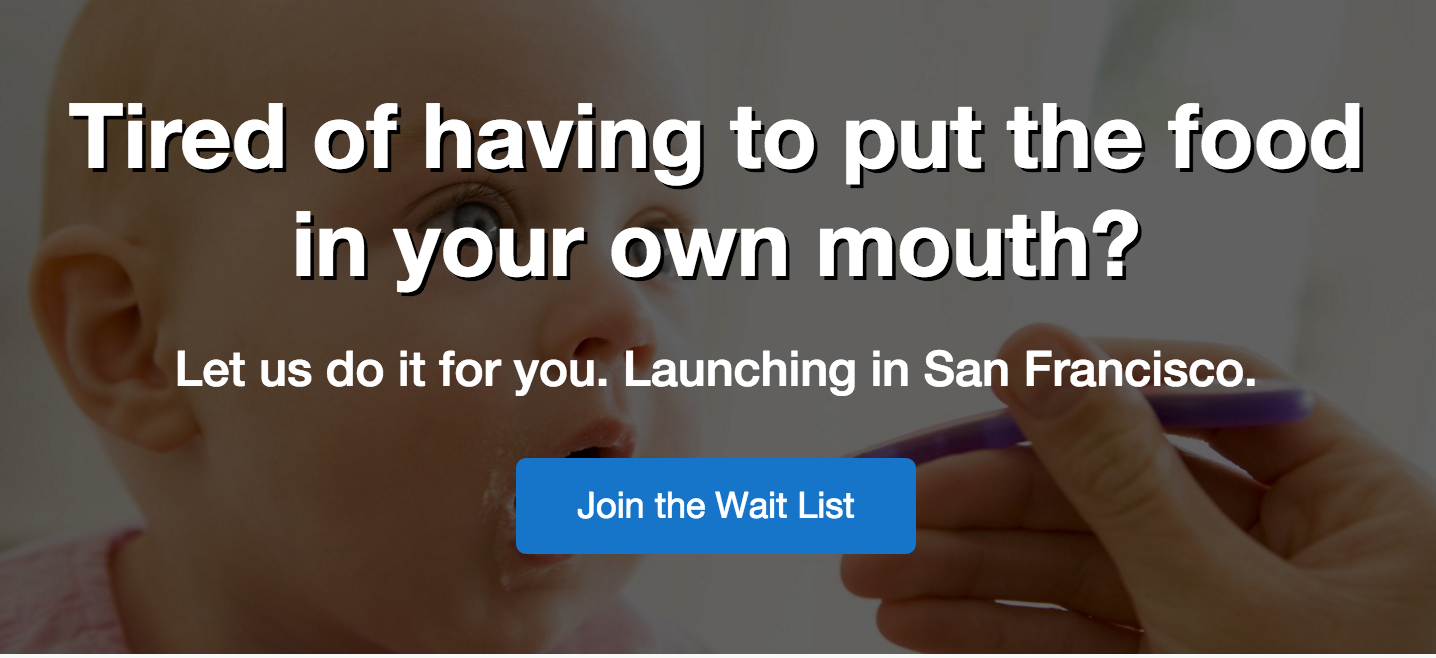 Tired of having to put the food
in your own mouth?
Let us do it for you. Launching in San Francisco.
Join the Wait List